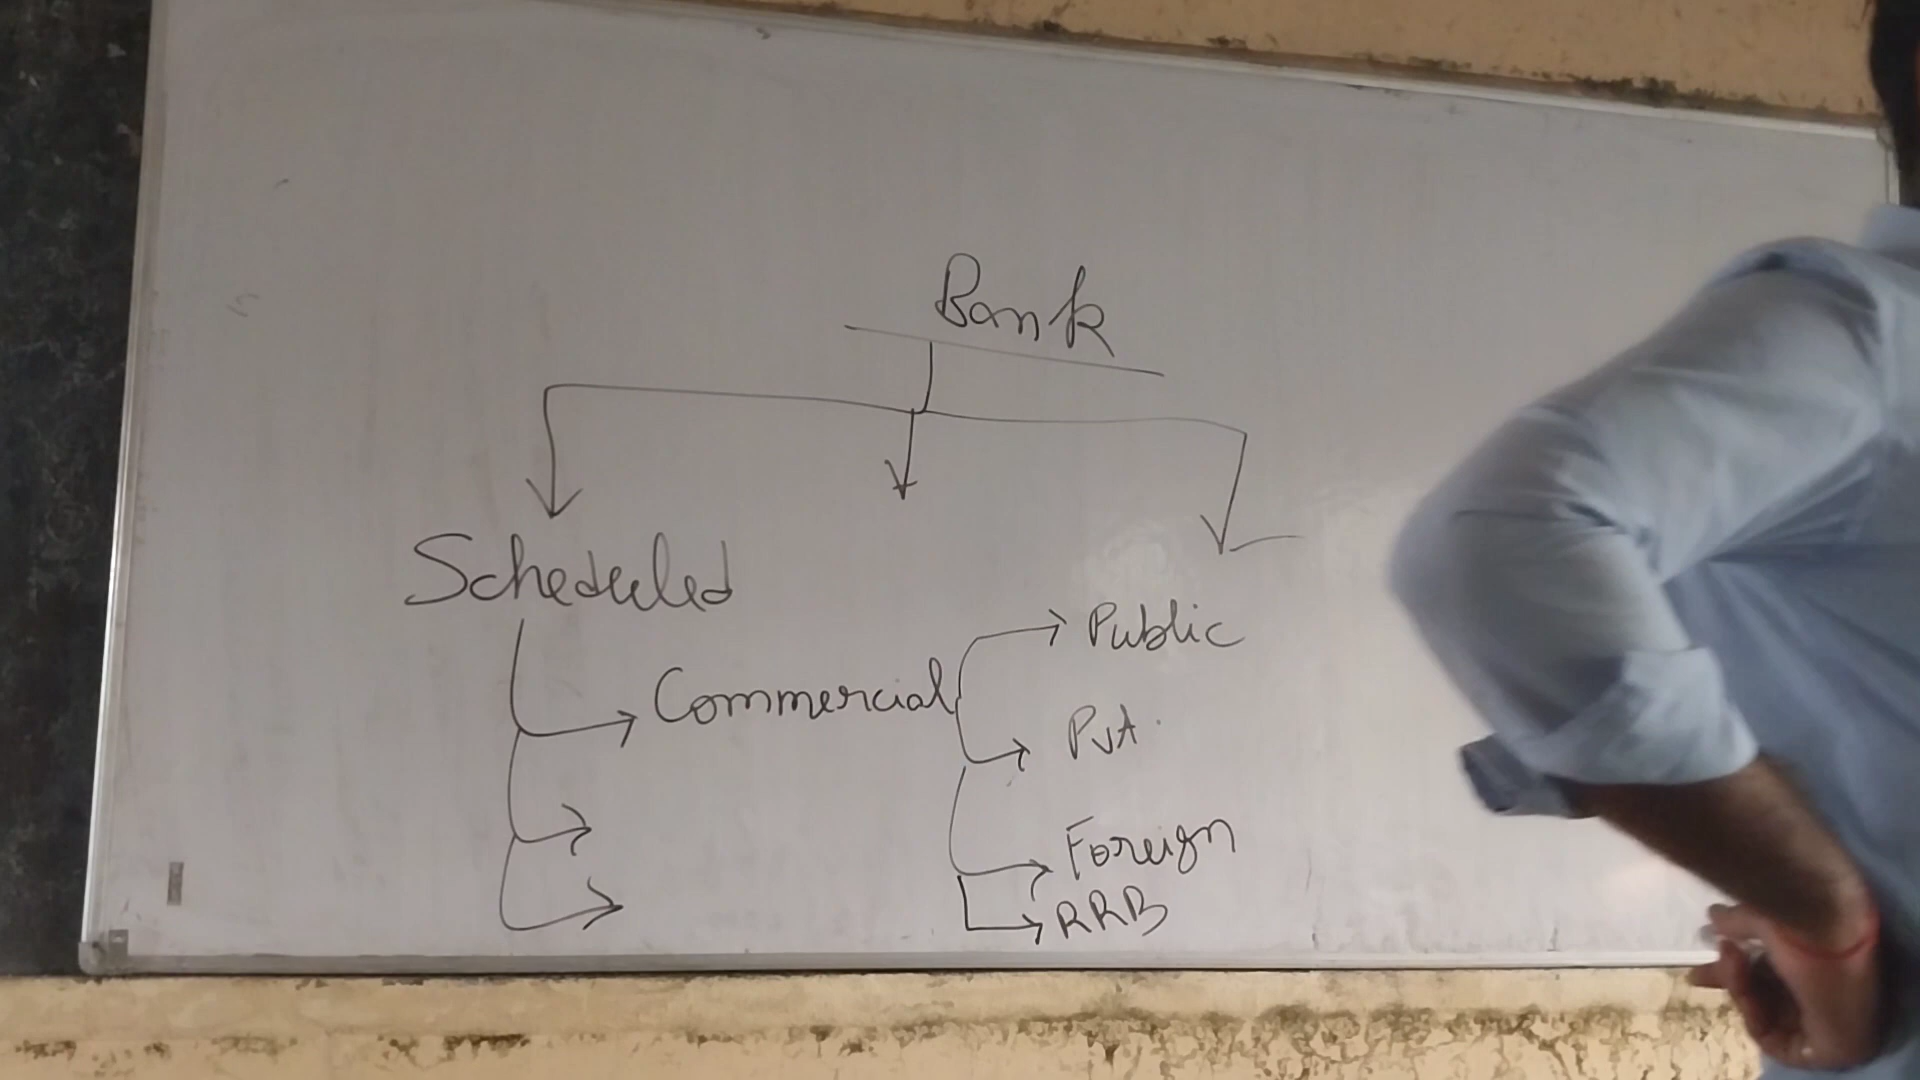 Bank
Scheduled
Commercial
Public
Pvt.
Foreign
RRB